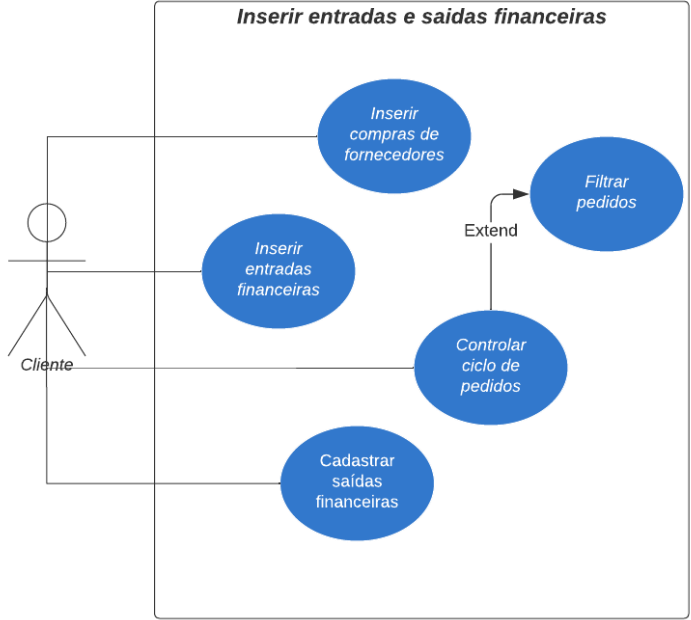 Inserir entradas e saidas financeiras
Inserir
compras de
fornecedores
Filtrar
pedidos
Extend
Inserir
entradas
financeiras
Controlar
ciclo de
pedidos
Cliente
Cadastrar
saídas
financeiras